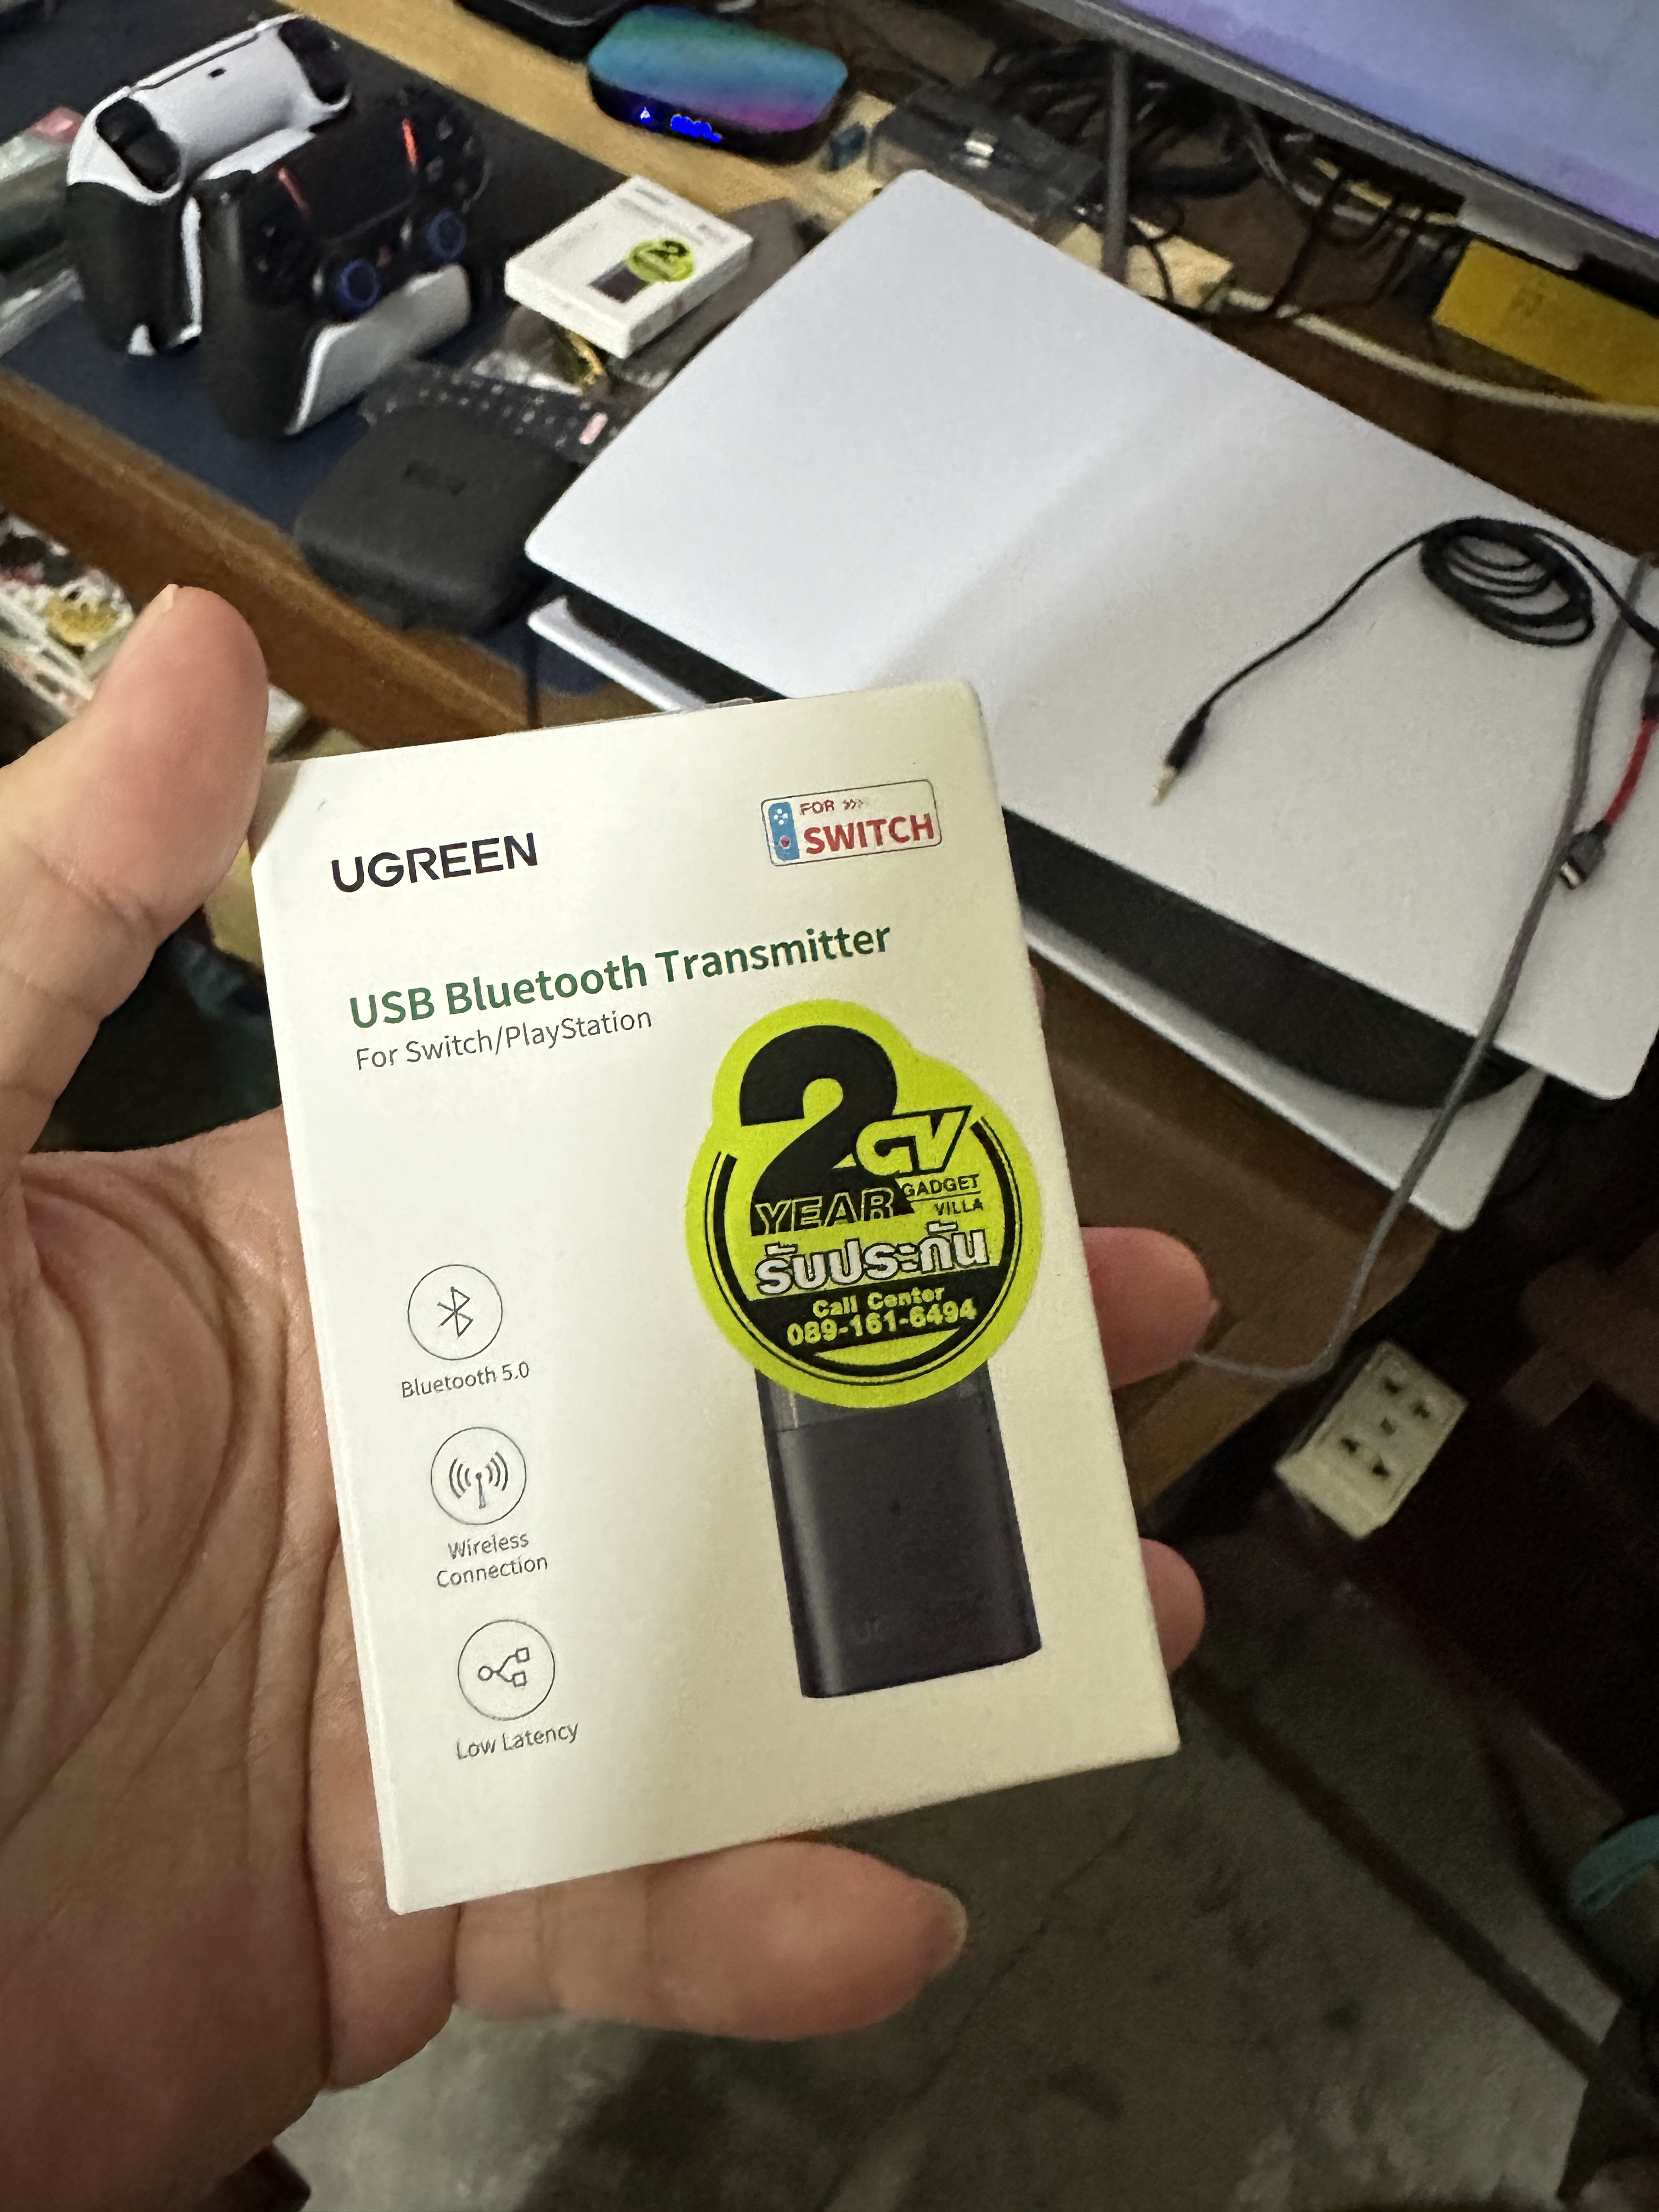 UGREEN
FOR >>>
SWITCH
USB Bluetooth Transmitter
For Switch/PlayStation
2
GV
YEAR
GADGET
VILLA
รับประกัน
Call Center
089-161-6494
Bluetooth 5.0
Wireless
Connection
Low Latency
2